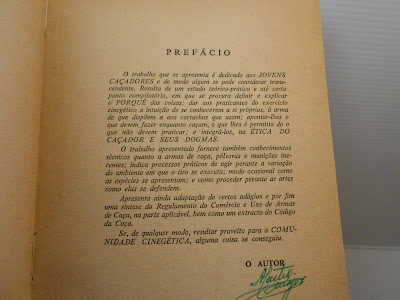 PREFÁCIO
O trabalho que se apresenta é dedicado aos JOVENS
CAÇADORES e de modo algum se pode considerar trans-
cendente. Resulta de um estudo teórico-prático e até certo
ponto compilatório, em que se procura definir e explicar
o PORQUÊ das coisas; dar aos praticantes do exercício
cinegético a intuição de se conhecerem a si próprios, à arma
de que dispõem e aos cartuchos que usam; apontar-lhes o
que devem fazer enquanto caçam, o que lhes é permitido do e
que não devem praticar; e integrá-los, na ÉTICA DO
CAÇADOR E SEUS DOGMAS.
O trabalho apresentado fornece também conhecimentos
técnicos quanto a armas de caça, pólvoras e munições ine-
rentes; indica processos práticos de agir perante a variação
do ambiente em que o tiro se executa; modo ocasional como
as espécies se apresentam; e como proceder perante as artes
como elas se defendem.
Apresenta ainda adaptação de certos adágios e por fim
uma síntese do Regulamento do Comércio e Uso de Armas
de Caça, na parte aplicável, bem como um extracto do Código
da Caça.
Se, de qualquer modo, resultar proveito para a COMU-
NIDADE CINEGÉTICA, alguma coisa se conseguiu.
O AUTOR